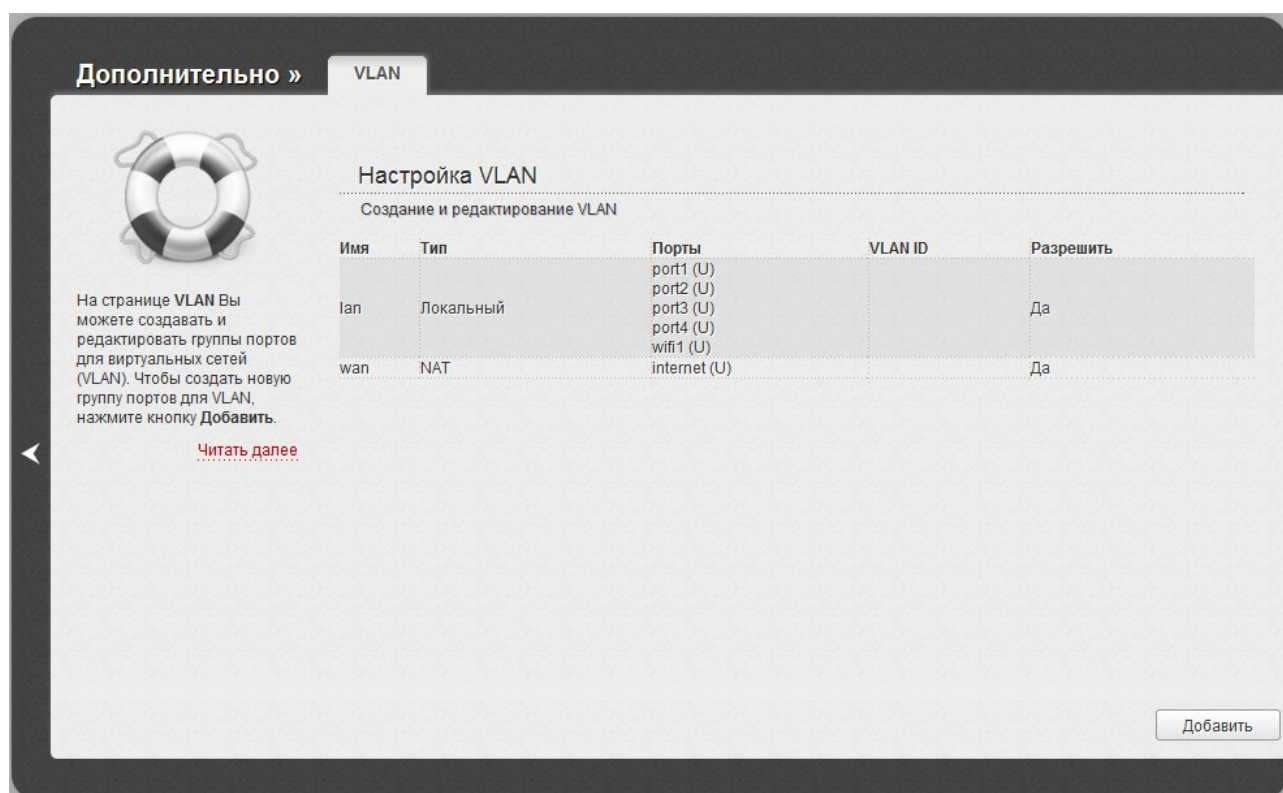 Дополнительно »
VLAN
На странице VLAN Вы
можете создавать и
редактировать группы портов
для виртуальных сетей
(VLAN). Чтобы создать новую
группу портов для VLAN,
нажмите кнопку Добавить.
Читать далее
Настройка VLAN
Создание и редактирование VLAN
Имя Тип Порты VLAN ID Разрешить
port1 (U)
port2 (U)
lan Локальный port3 (U) Да
port4 (U)
wifi1 (U)
wan NAT internet (U) Да
Добавить